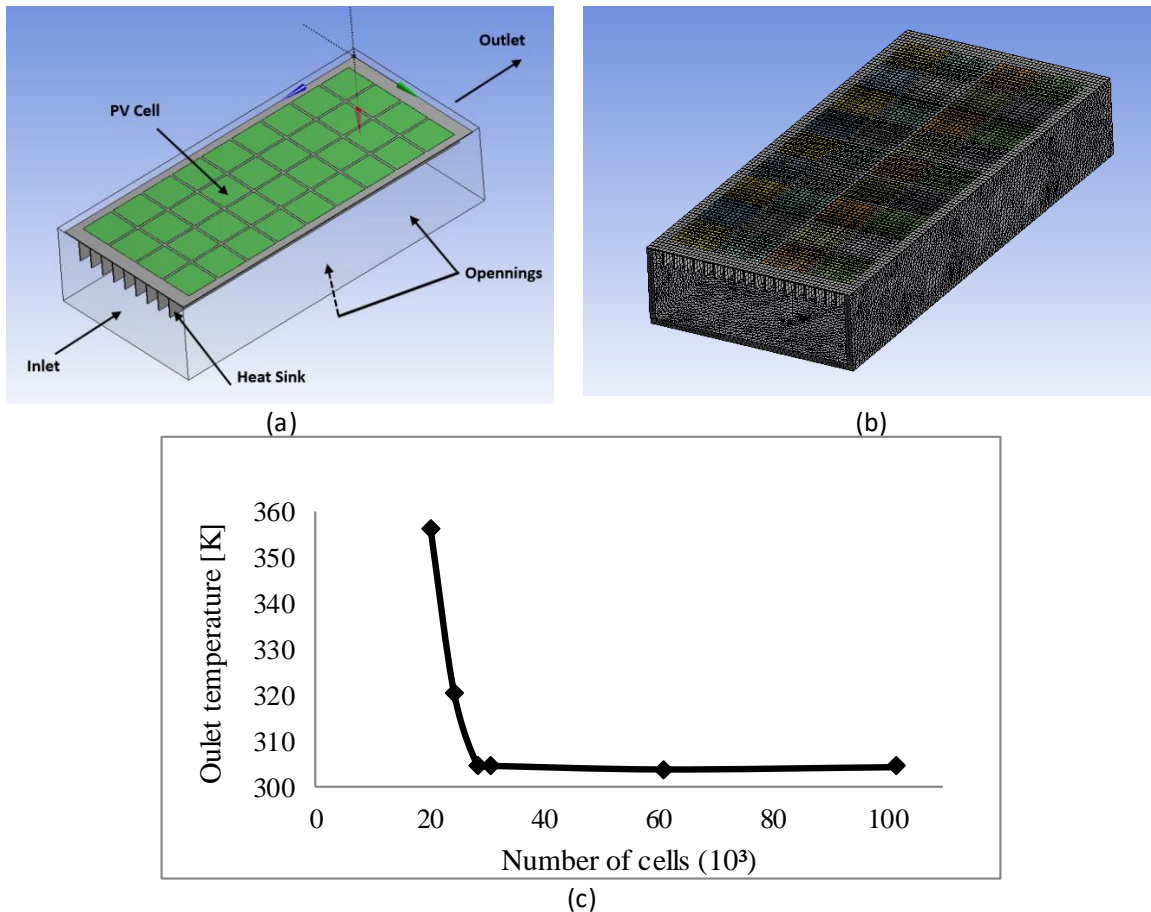 Outlet
PV Cell
Opennings
Inlet
Heat Sink
(a)
(b)
Oulet temperature [K]
360
350
340
330
320
310
300
0 20 40 60 80 100
Number of cells (10³)
(c)